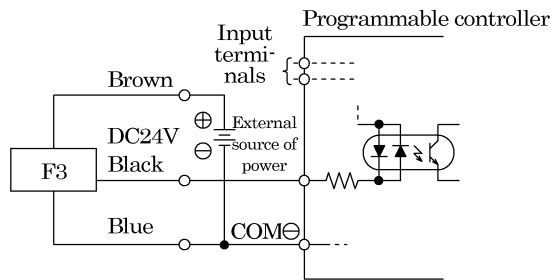 Programmable controller
Input
termi-
nals
Brown
⊕
DC24V
⊖
External
source of
power
Black
F3
Blue
COM⊖